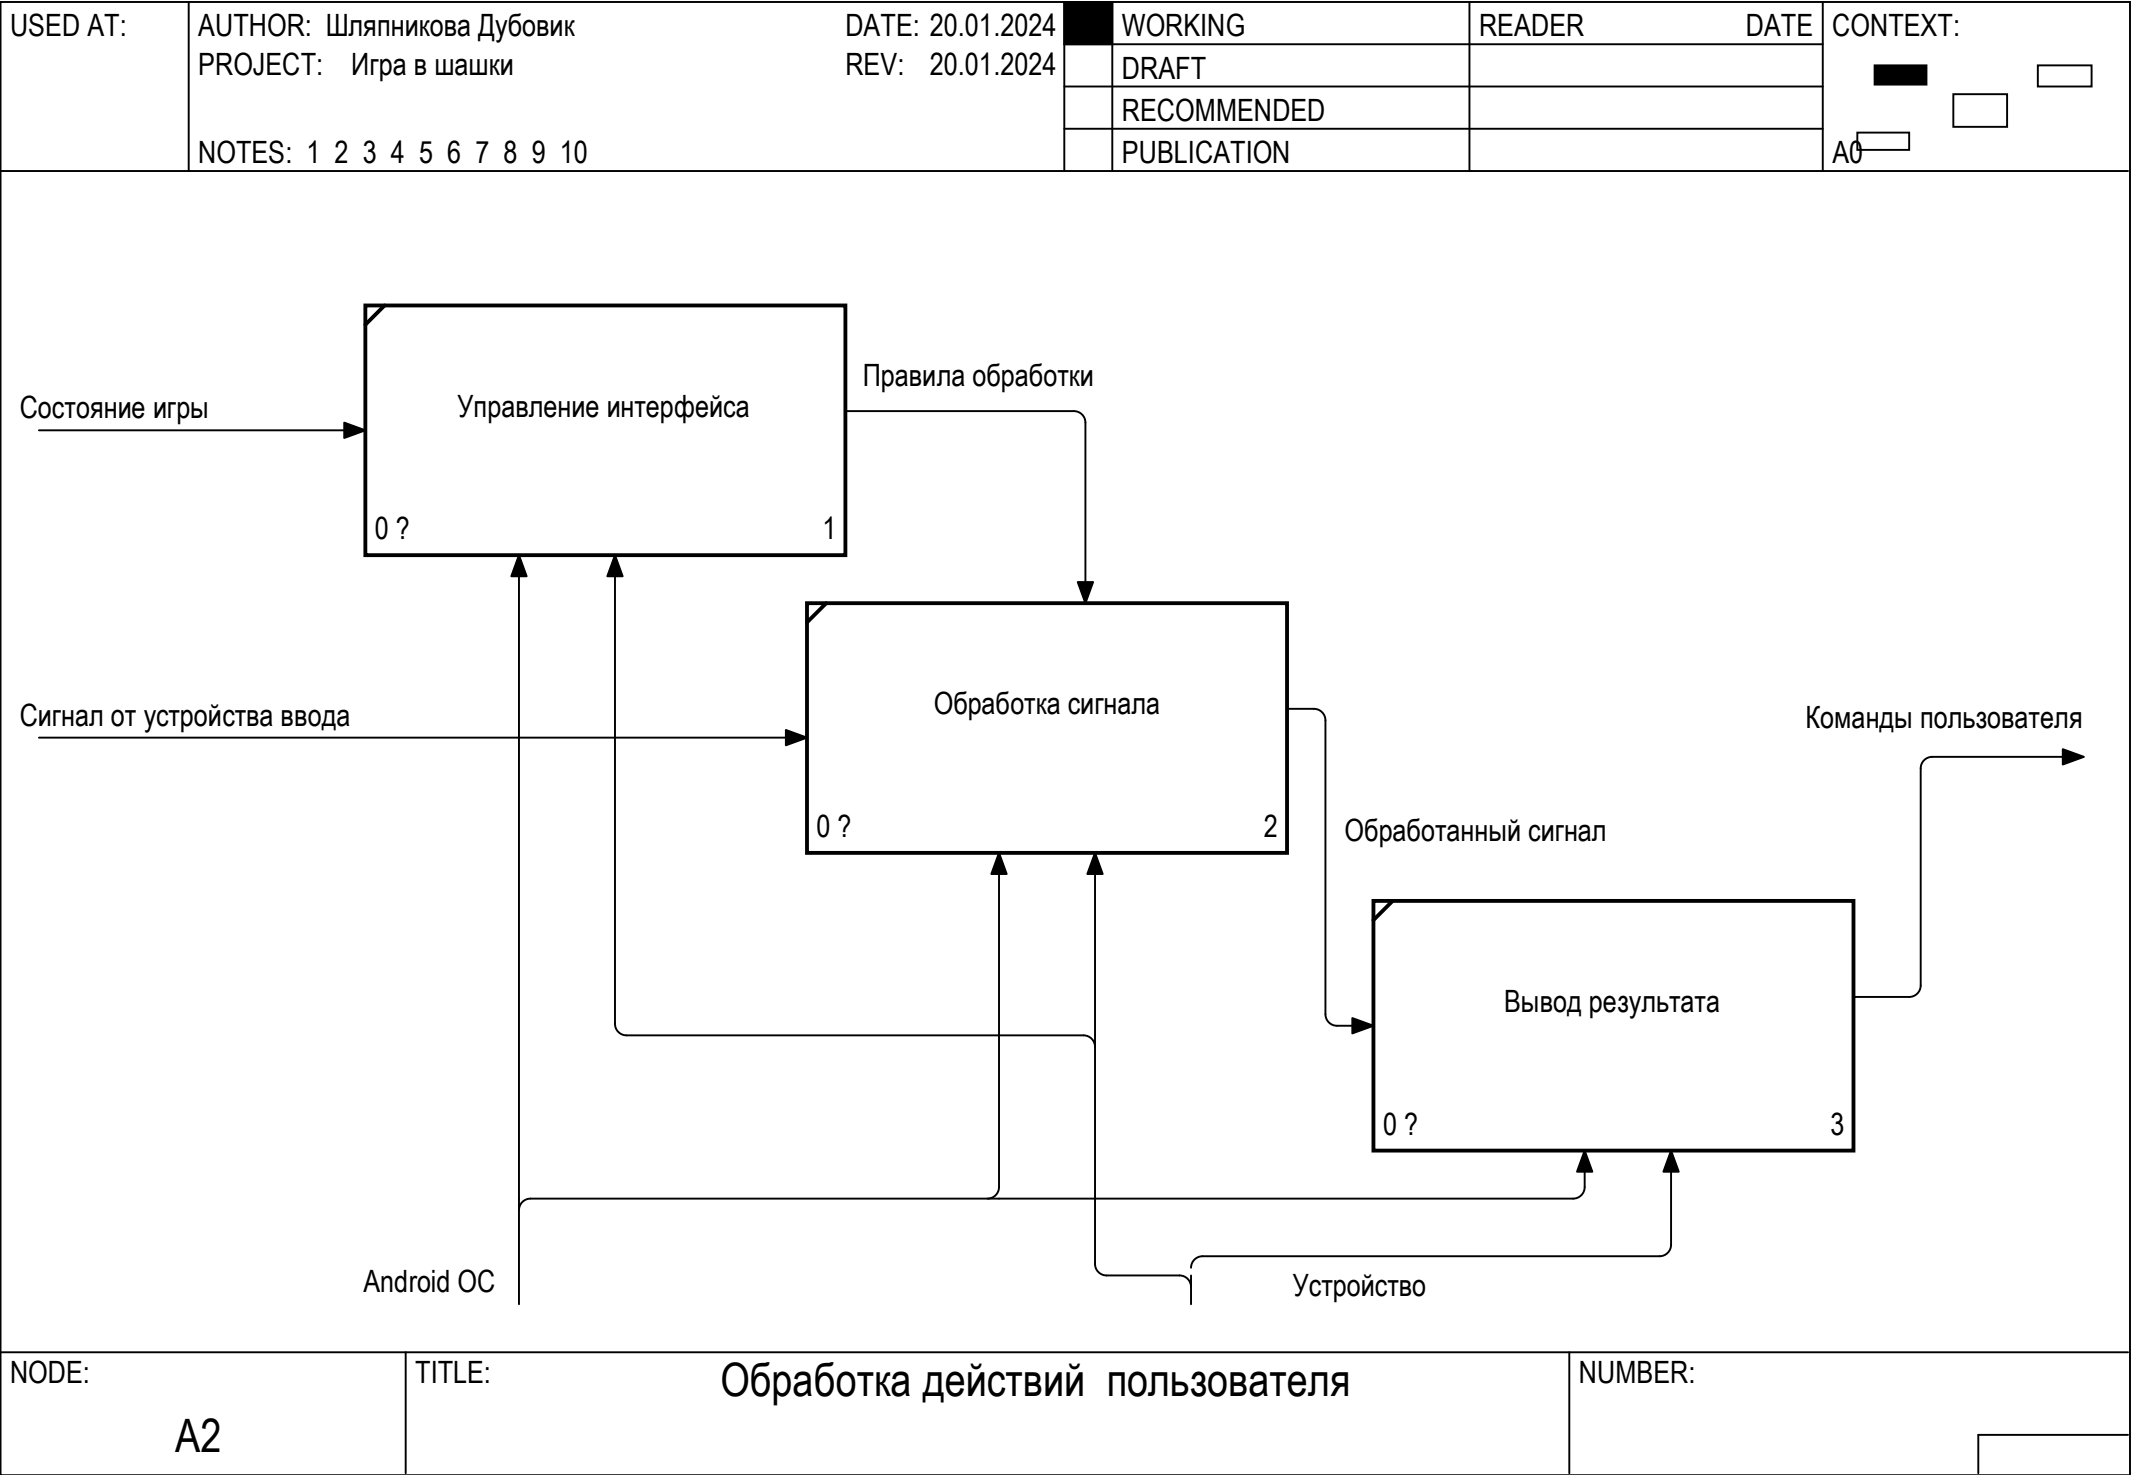 USED AT:
AUTHOR: Шляпникова Дубовик
DATE: 20.01.2024
PROJECT: Игра в шашки
REV: 20.01.2024
NOTES: 1 2 3 4 5 6 7 8 9 10
WORKING
DRAFT
RECOMMENDED
PUBLICATION
READER DATE
CONTEXT:
A0
Состояние игры
Управление интерфейса
0 ? 1
Правила обработки
Сигнал от устройства ввода
Обработка сигнала
0 ? 2
Обработанный сигнал
Команды пользователя
Вывод результата
0 ? 3
Android ОС
Устройство
NODE:
A2
TITLE:
Обработка действий пользователя
NUMBER: